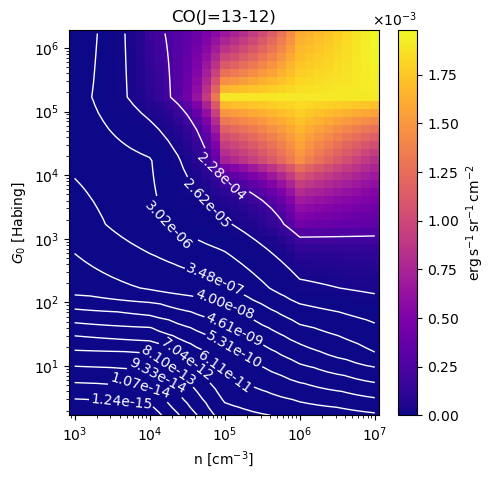 CO(J=13-12)
×10⁻³
10⁶
10⁵
10⁴
10³
10²
10¹
G₀ [Habing]
2.28e-04
2.62e-05
3.02e-06
3.48e-07
4.00e-08
4.61e-09
5.31e-10
6.11e-11
7.04e-12
8.10e-13
9.33e-14
1.07e-14
1.24e-15
10³
10⁴
10⁵
10⁶
10⁷
n [cm⁻³]
1.75
1.50
1.25
1.00
0.75
0.50
0.25
0.00
erg s⁻¹ sr⁻¹ cm⁻²